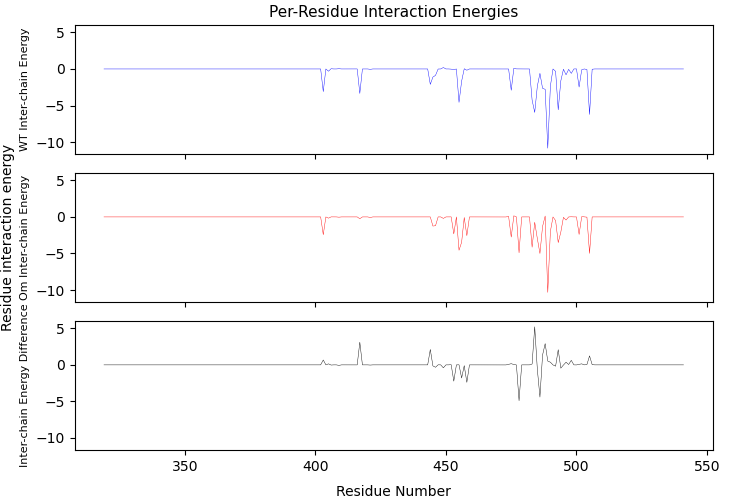 Per-Residue Interaction Energies
5
0
−5
−10
WT Inter-chain Energy
5
0
−5
−10
Om Inter-chain Energy
Residue interaction energy
5
0
−5
−10
Inter-chain Energy Difference
350
400
450
500
550
Residue Number